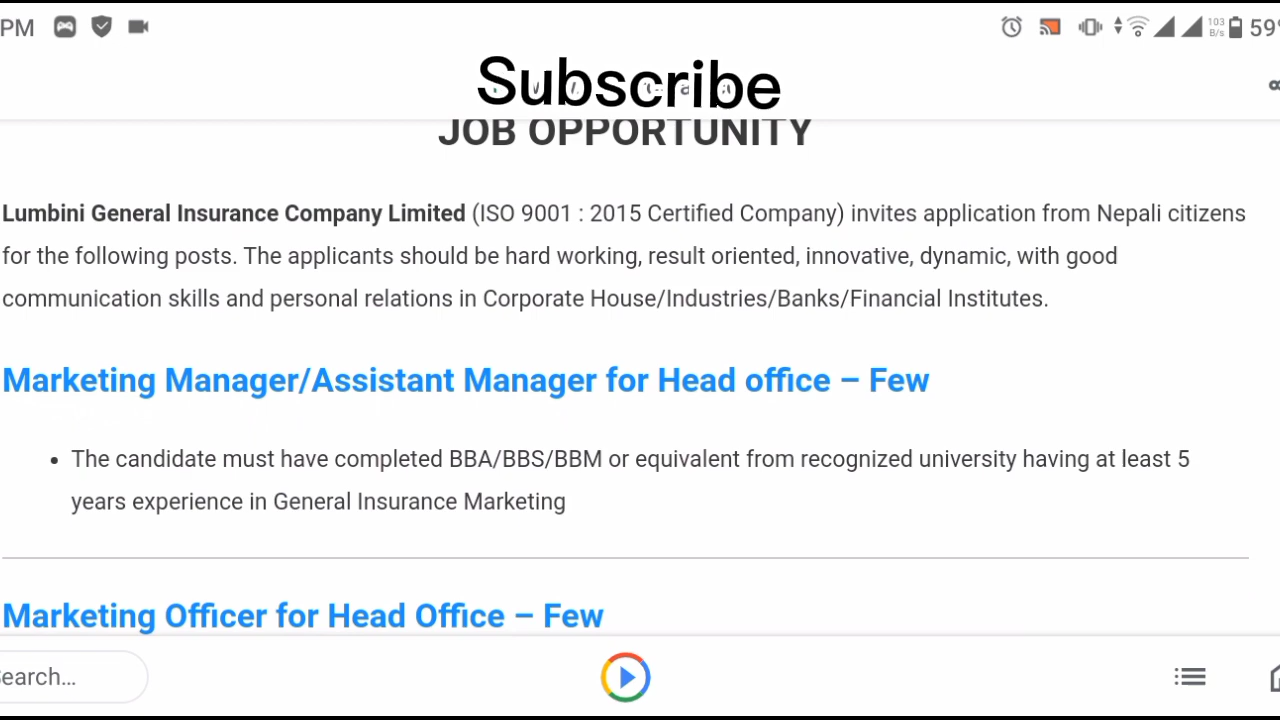 PM
103
B/s
59
Subscribe
JOB OPPORTUNITY
Lumbini General Insurance Company Limited (ISO 9001 : 2015 Certified Company) invites application from Nepali citizens
for the following posts. The applicants should be hard working, result oriented, innovative, dynamic, with good
communication skills and personal relations in Corporate House/Industries/Banks/Financial Institutes.
Marketing Manager/Assistant Manager for Head office – Few
• The candidate must have completed BBA/BBS/BBM or equivalent from recognized university having at least 5
years experience in General Insurance Marketing
Marketing Officer for Head Office – Few
earch...